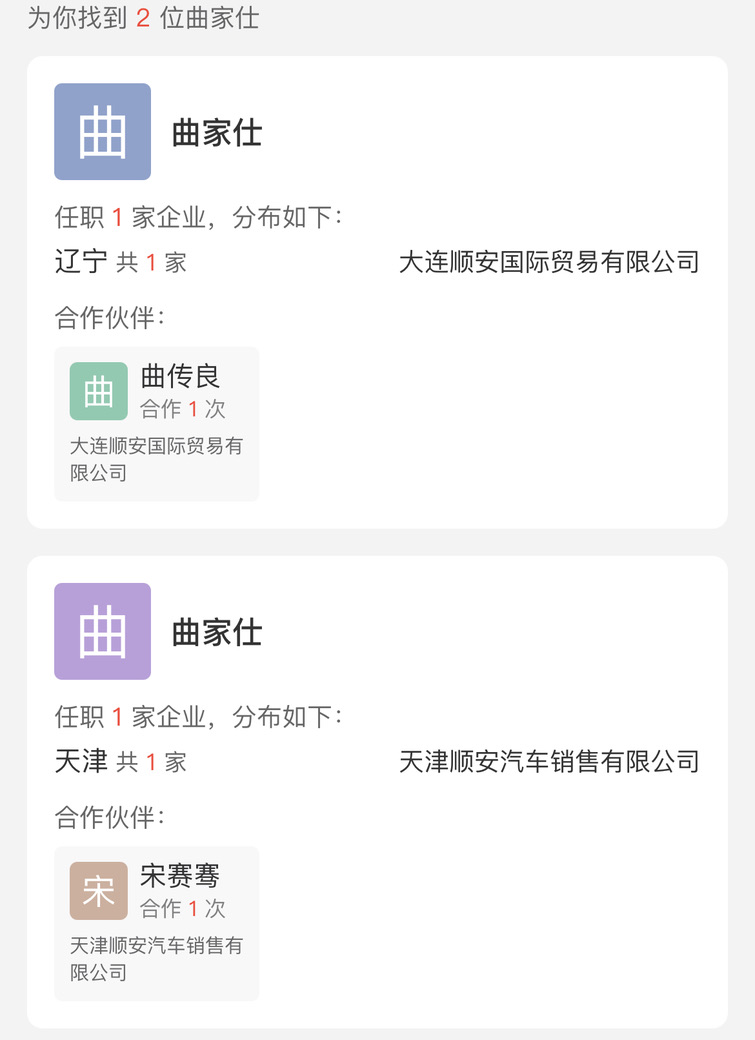 为你找到 2 位曲家仕
曲
曲家仕
任职 1 家企业，分布如下：
辽宁 共 1 家 大连顺安国际贸易有限公司
合作伙伴：
曲
曲传良
合作 1 次
大连顺安国际贸易有
限公司
曲
曲家仕
任职 1 家企业，分布如下：
天津 共 1 家 天津顺安汽车销售有限公司
合作伙伴：
宋
宋赛骞
合作 1 次
天津顺安汽车销售有
限公司